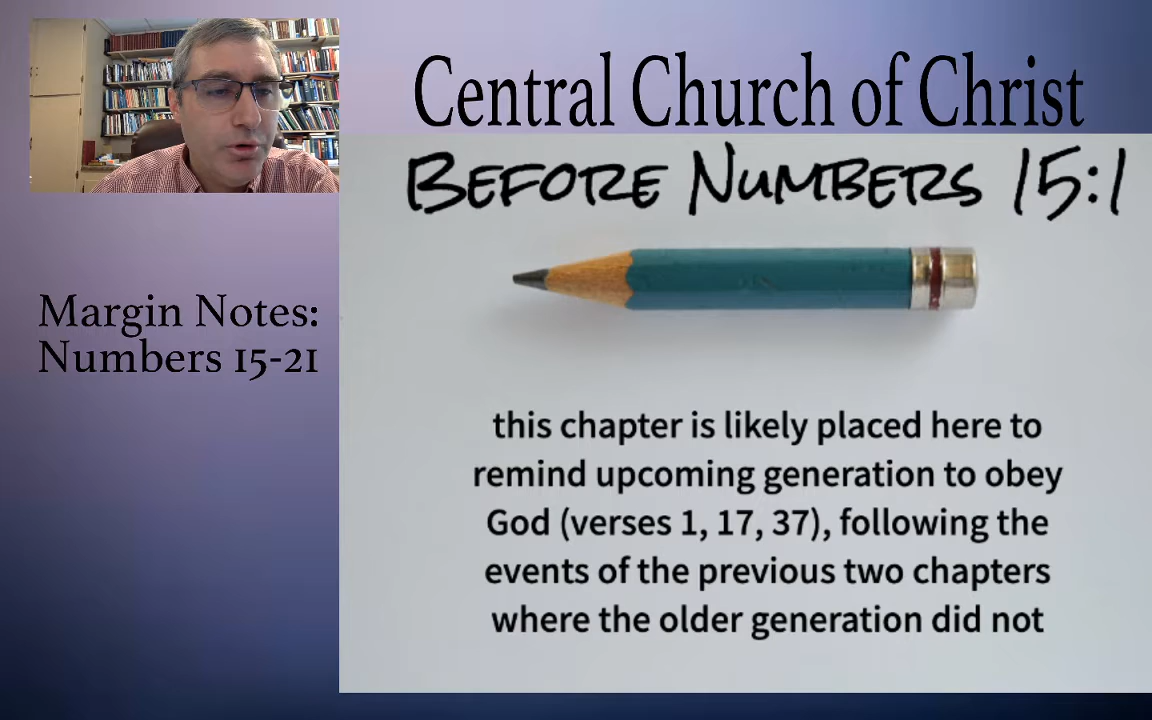 Central Church of Christ
BEFORE NUMBERS 15:1
Margin Notes:
Numbers 15-21
this chapter is likely placed here to
remind upcoming generation to obey
God (verses 1, 17, 37), following the
events of the previous two chapters
where the older generation did not